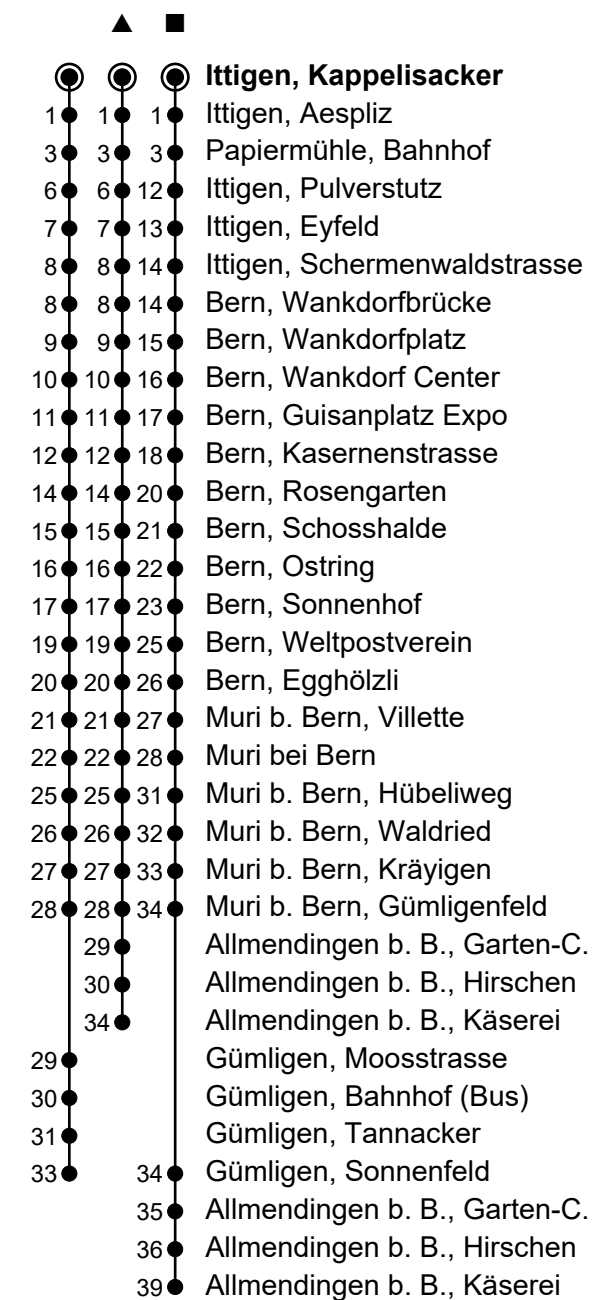 ▲ ■
Ittigen, Kappelisacker
1 1 1 Ittigen, Aespliz
3 3 3 Papiermühle, Bahnhof
6 6 12 Ittigen, Pulverstutz
7 7 13 Ittigen, Eyfeld
8 8 14 Ittigen, Schermenwaldstrasse
8 8 14 Bern, Wankdorfbrücke
9 9 15 Bern, Wankdorfplatz
10 10 16 Bern, Wankdorf Center
11 11 17 Bern, Guisanplatz Expo
12 12 18 Bern, Kasernenstrasse
14 14 20 Bern, Rosengarten
15 15 21 Bern, Schosshalde
16 16 22 Bern, Ostring
17 17 23 Bern, Sonnenhof
19 19 25 Bern, Weltpostverein
20 20 26 Bern, Egghölzli
21 21 27 Muri b. Bern, Villette
22 22 28 Muri bei Bern
25 25 31 Muri b. Bern, Hübeliweg
26 26 32 Muri b. Bern, Waldried
27 27 33 Muri b. Bern, Kräyigen
28 28 34 Muri b. Bern, Gümligenfeld
29 Allmendingen b. B., Garten-C.
30 Allmendingen b. B., Hirschen
34 Allmendingen b. B., Käserei
29 Gümligen, Moosstrasse
30 Gümligen, Bahnhof (Bus)
31 Gümligen, Tannacker
33 34 Gümligen, Sonnenfeld
35 Allmendingen b. B., Garten-C.
36 Allmendingen b. B., Hirschen
39 Allmendingen b. B., Käserei